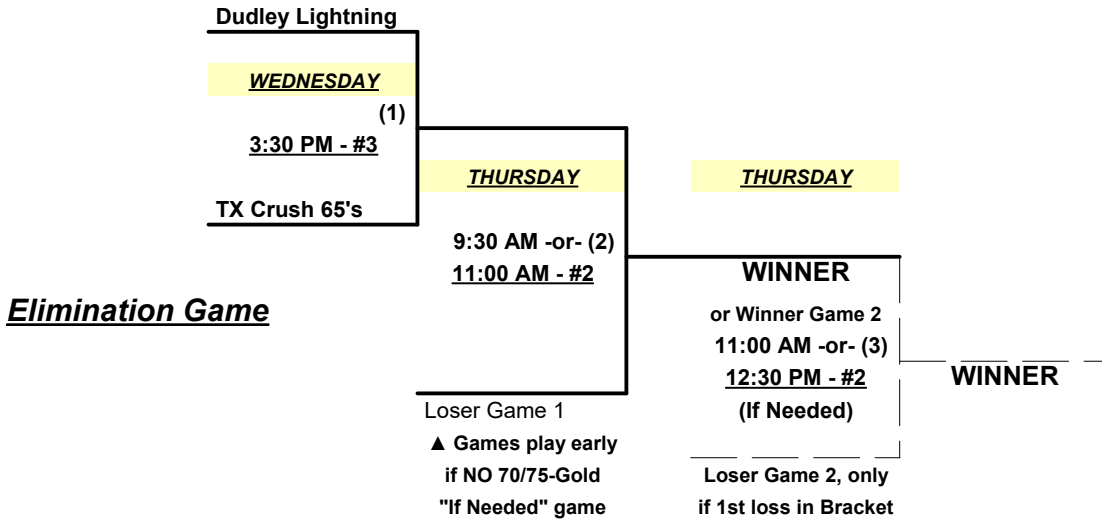 Dudley Lightning
WEDNESDAY
(1)
3:30 PM - #3
TX Crush 65's
THURSDAY
9:30 AM -or- (2)
11:00 AM - #2
Elimination Game
Loser Game 1
▲ Games play early
if NO 70/75-Gold
"If Needed" game
THURSDAY
WINNER
or Winner Game 2
11:00 AM -or- (3)
12:30 PM - #2
(If Needed)
Loser Game 2, only
if 1st loss in Bracket
WINNER